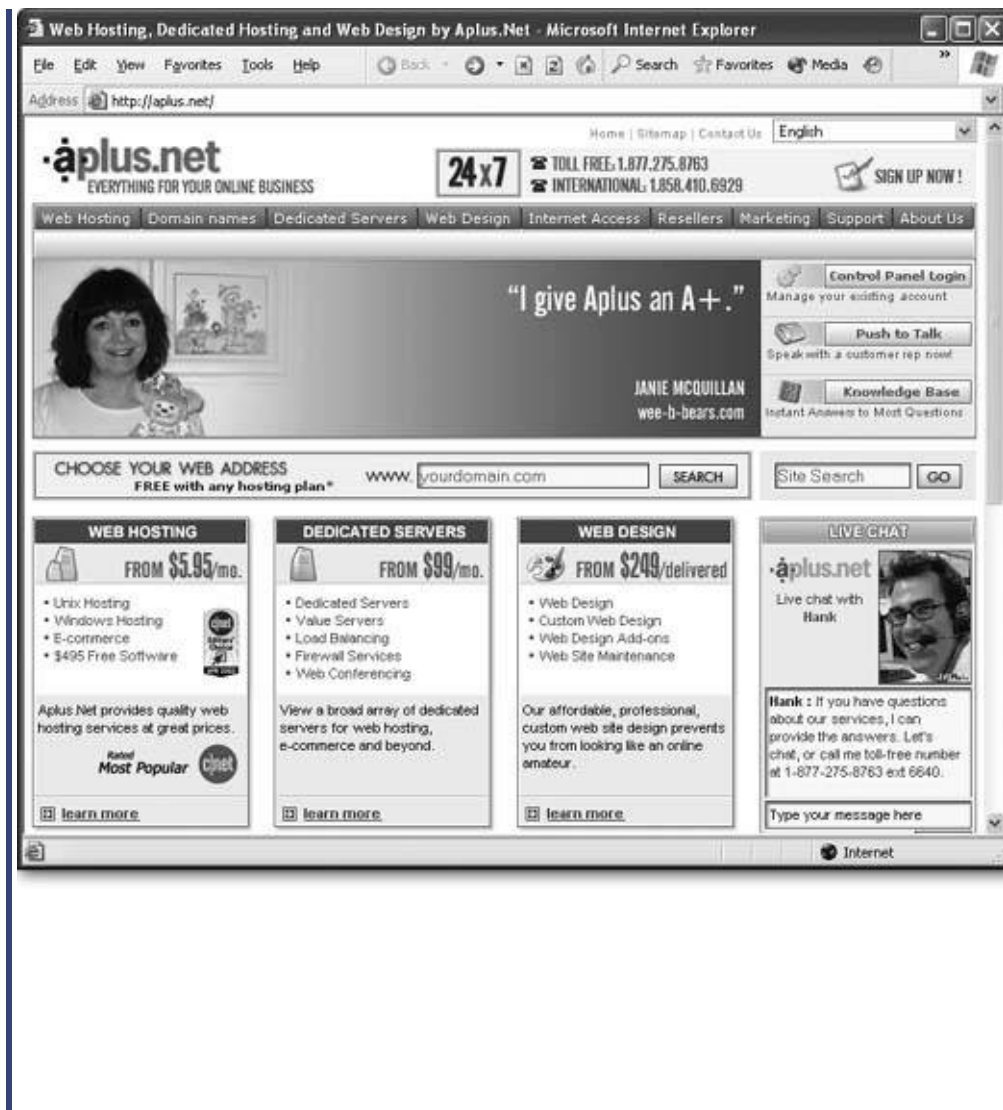 Web Hosting, Dedicated Hosting and Web Design by Aplus.Net - Microsoft Internet Explorer
File Edit View Favorites Tools Help Back Search Favorites Media »
Address http://aplus.net/
Home | Sitemap | Contact Us English
aplus.net
EVERYTHING FOR YOUR ONLINE BUSINESS
24x7
TOLL FREE: 1.877.275.8763
INTERNATIONAL: 1.858.410.6929
SIGN UP NOW!
Web Hosting Domain names Dedicated Servers Web Design Internet Access Resellers Marketing Support About Us
“I give Aplus an A+.”
JANIE MCQUILLAN
wee-b-bears.com
Control Panel Login
Manage your existing account
Push to Talk
Speak with a customer rep now!
Knowledge Base
Instant Answers to Most Questions
CHOOSE YOUR WEB ADDRESS
FREE with any hosting plan*
www. yourdomain.com SEARCH
Site Search GO
WEB HOSTING
FROM $5.95/mo.
• Unix Hosting
• Windows Hosting
• E-commerce
• $495 Free Software
cnet
Aplus.Net provides quality web
hosting services at great prices.
Rated
Most Popular cnet
learn more
DEDICATED SERVERS
FROM $99/mo.
• Dedicated Servers
• Value Servers
• Load Balancing
• Firewall Services
• Web Conferencing
View a broad array of dedicated
servers for web hosting,
e-commerce and beyond.
learn more
WEB DESIGN
FROM $249/delivered
• Web Design
• Custom Web Design
• Web Design Add-ons
• Web Site Maintenance
Our affordable, professional,
custom web site design prevents
you from looking like an online
amateur.
learn more
LIVE CHAT
aplus.net
Live chat with
Hank
Hank : If you have questions
about our services, I can
provide the answers. Let's
chat, or call me toll-free number
at 1-877-275-8763 ext 6640.
Type your message here
Internet